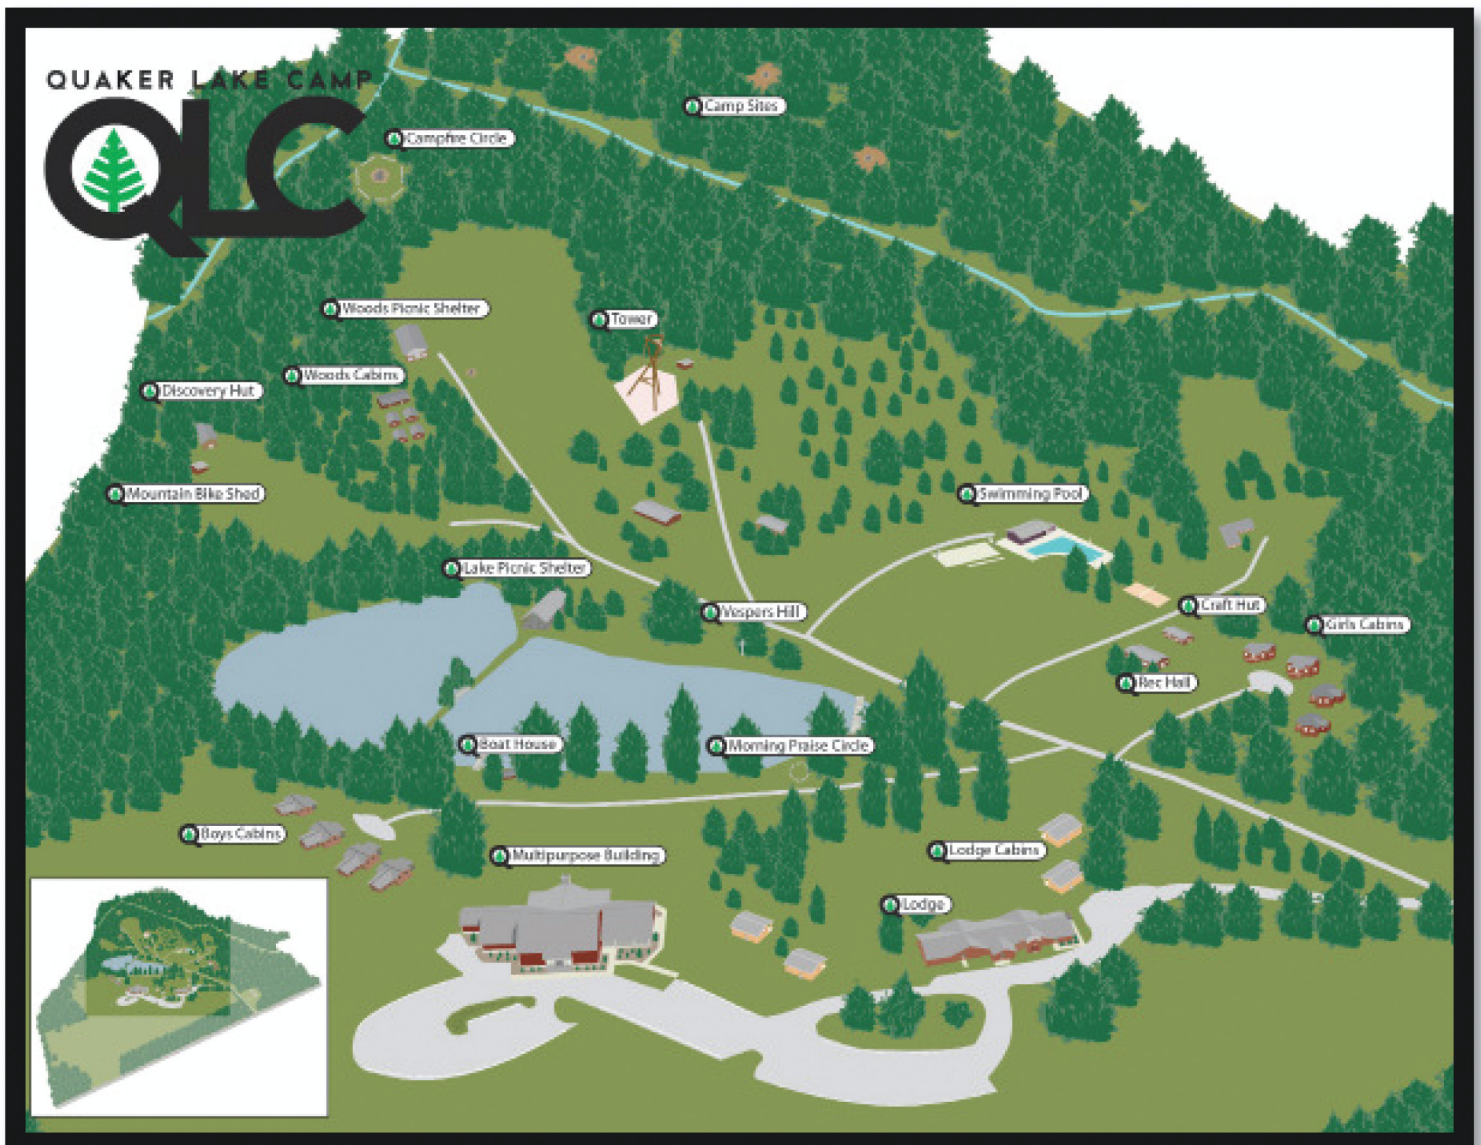 QUAKER LAKE CAMP
QLC
Camp Sites
Campfire Circle
Woods Picnic Shelter
Tower
Woods Cabins
Discovery Hut
Mountain Bike Shed
Swimming Pool
Lake Picnic Shelter
Vespers Hill
Craft Hut
Girls Cabins
Rec Hall
Boat House
Morning Praise Circle
Boys Cabins
Multipurpose Building
Lodge Cabins
Lodge